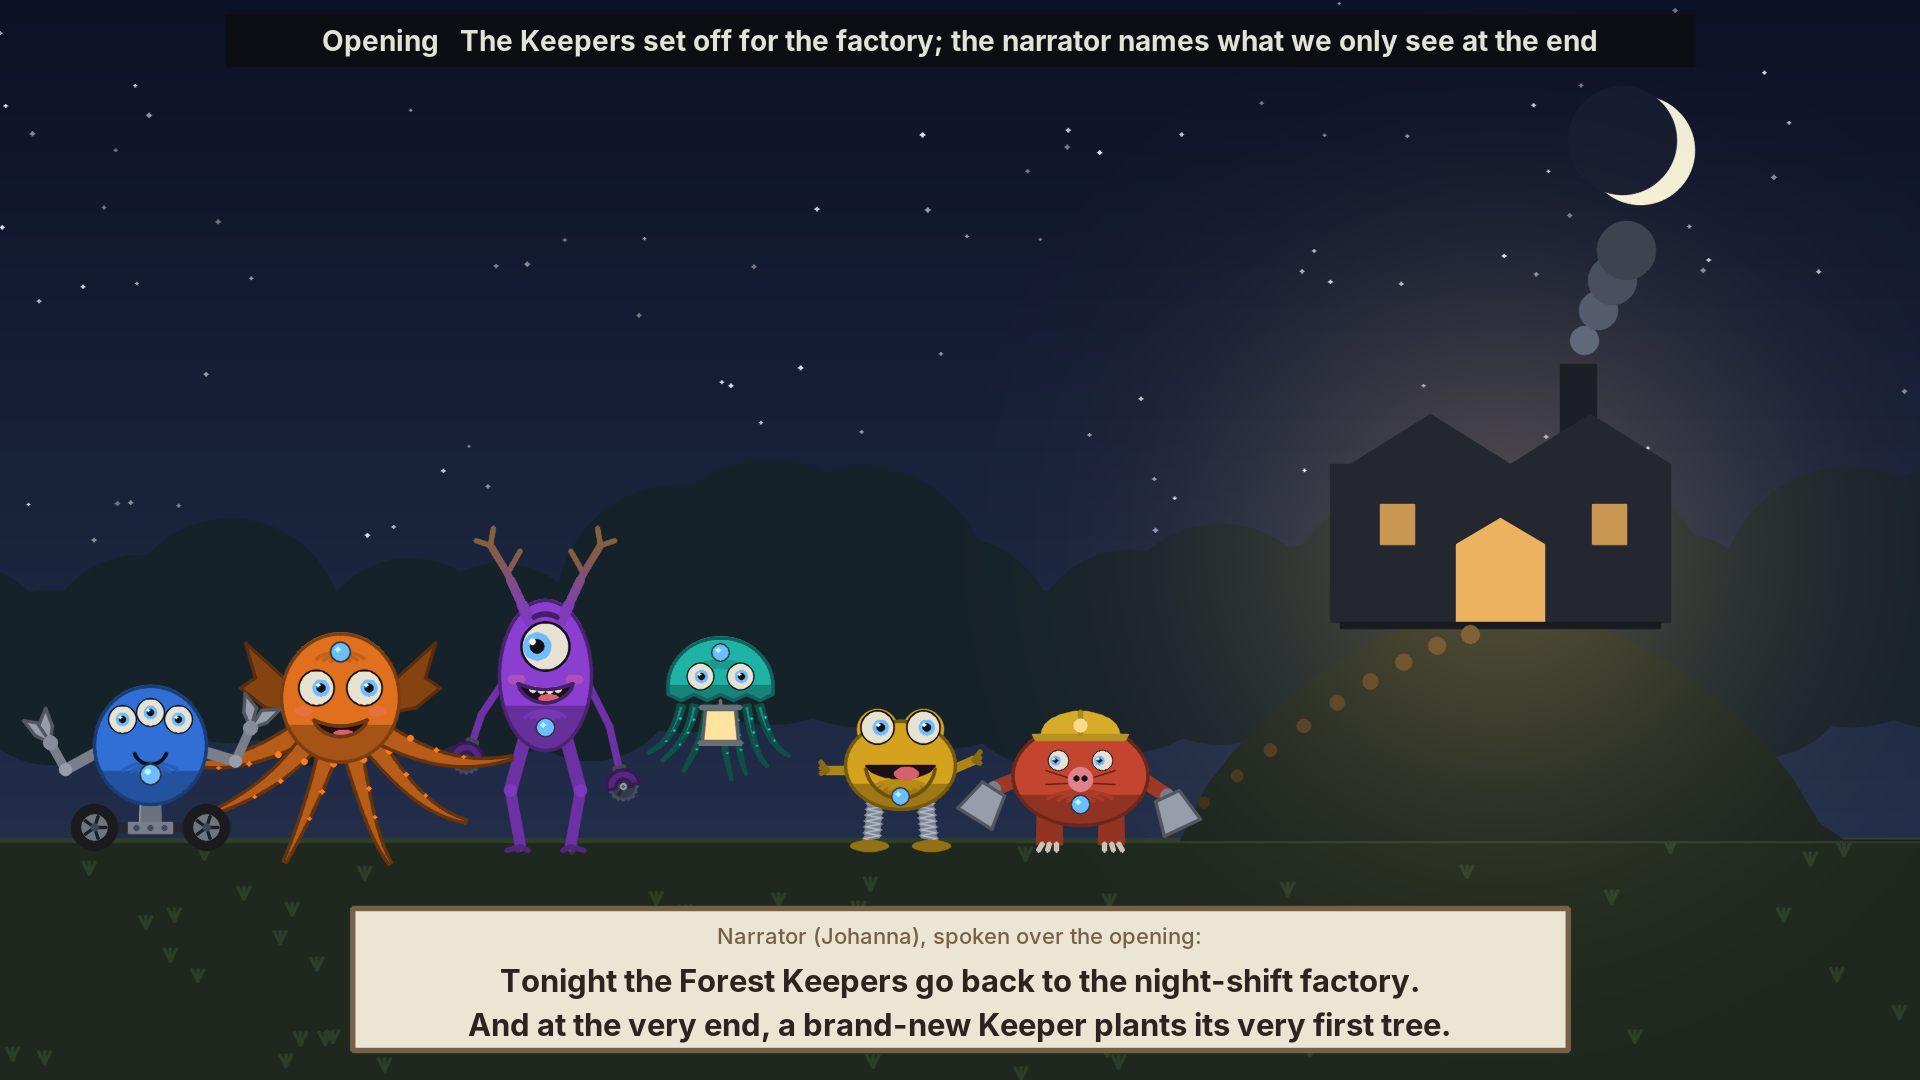 Opening The Keepers set off for the factory; the narrator names what we only see at the end
Narrator (Johanna), spoken over the opening:
Tonight the Forest Keepers go back to the night-shift factory.
And at the very end, a brand-new Keeper plants its very first tree.